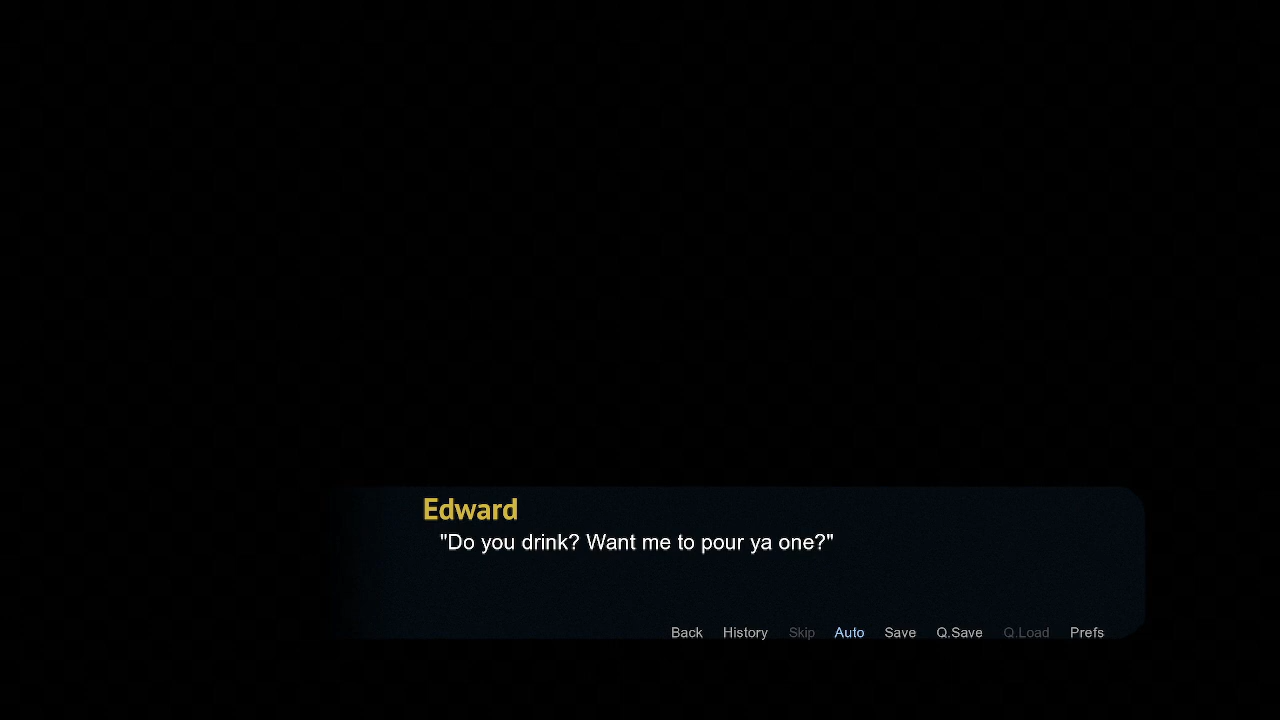 Edward
"Do you drink? Want me to pour ya one?"
Back History Skip Auto Save Q.Save Q.Load Prefs